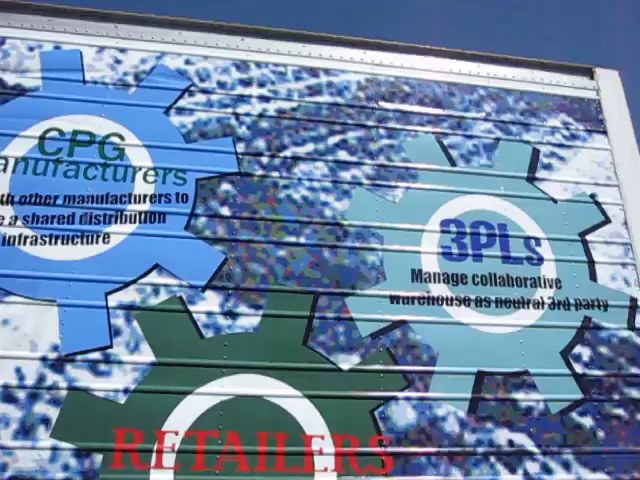 CPG
anufacturers
th other manufacturers to
e a shared distribution
infrastructure
3PLs
Manage collaborative
warehouse as neutral 3rd party
RETAILERS